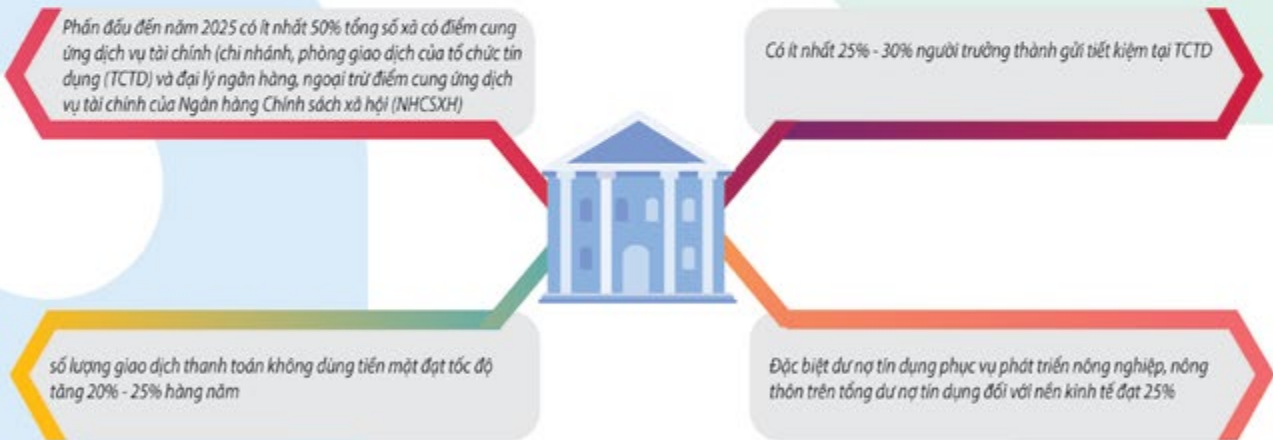 Phấn đấu đến năm 2025 có ít nhất 50% tổng số xã có điểm cung
ứng dịch vụ tài chính (chi nhánh, phòng giao dịch của tổ chức tín
dụng (TCTD) và đại lý ngân hàng, ngoại trừ điểm cung ứng dịch
vụ tài chính của Ngân hàng Chính sách xã hội (NHCSXH)
Có ít nhất 25% - 30% người trưởng thành gửi tiết kiệm tại TCTD
số lượng giao dịch thanh toán không dùng tiền mặt đạt tốc độ
tăng 20% - 25% hàng năm
Đặc biệt dư nợ tín dụng phục vụ phát triển nông nghiệp, nông
thôn trên tổng dư nợ tín dụng đối với nền kinh tế đạt 25%